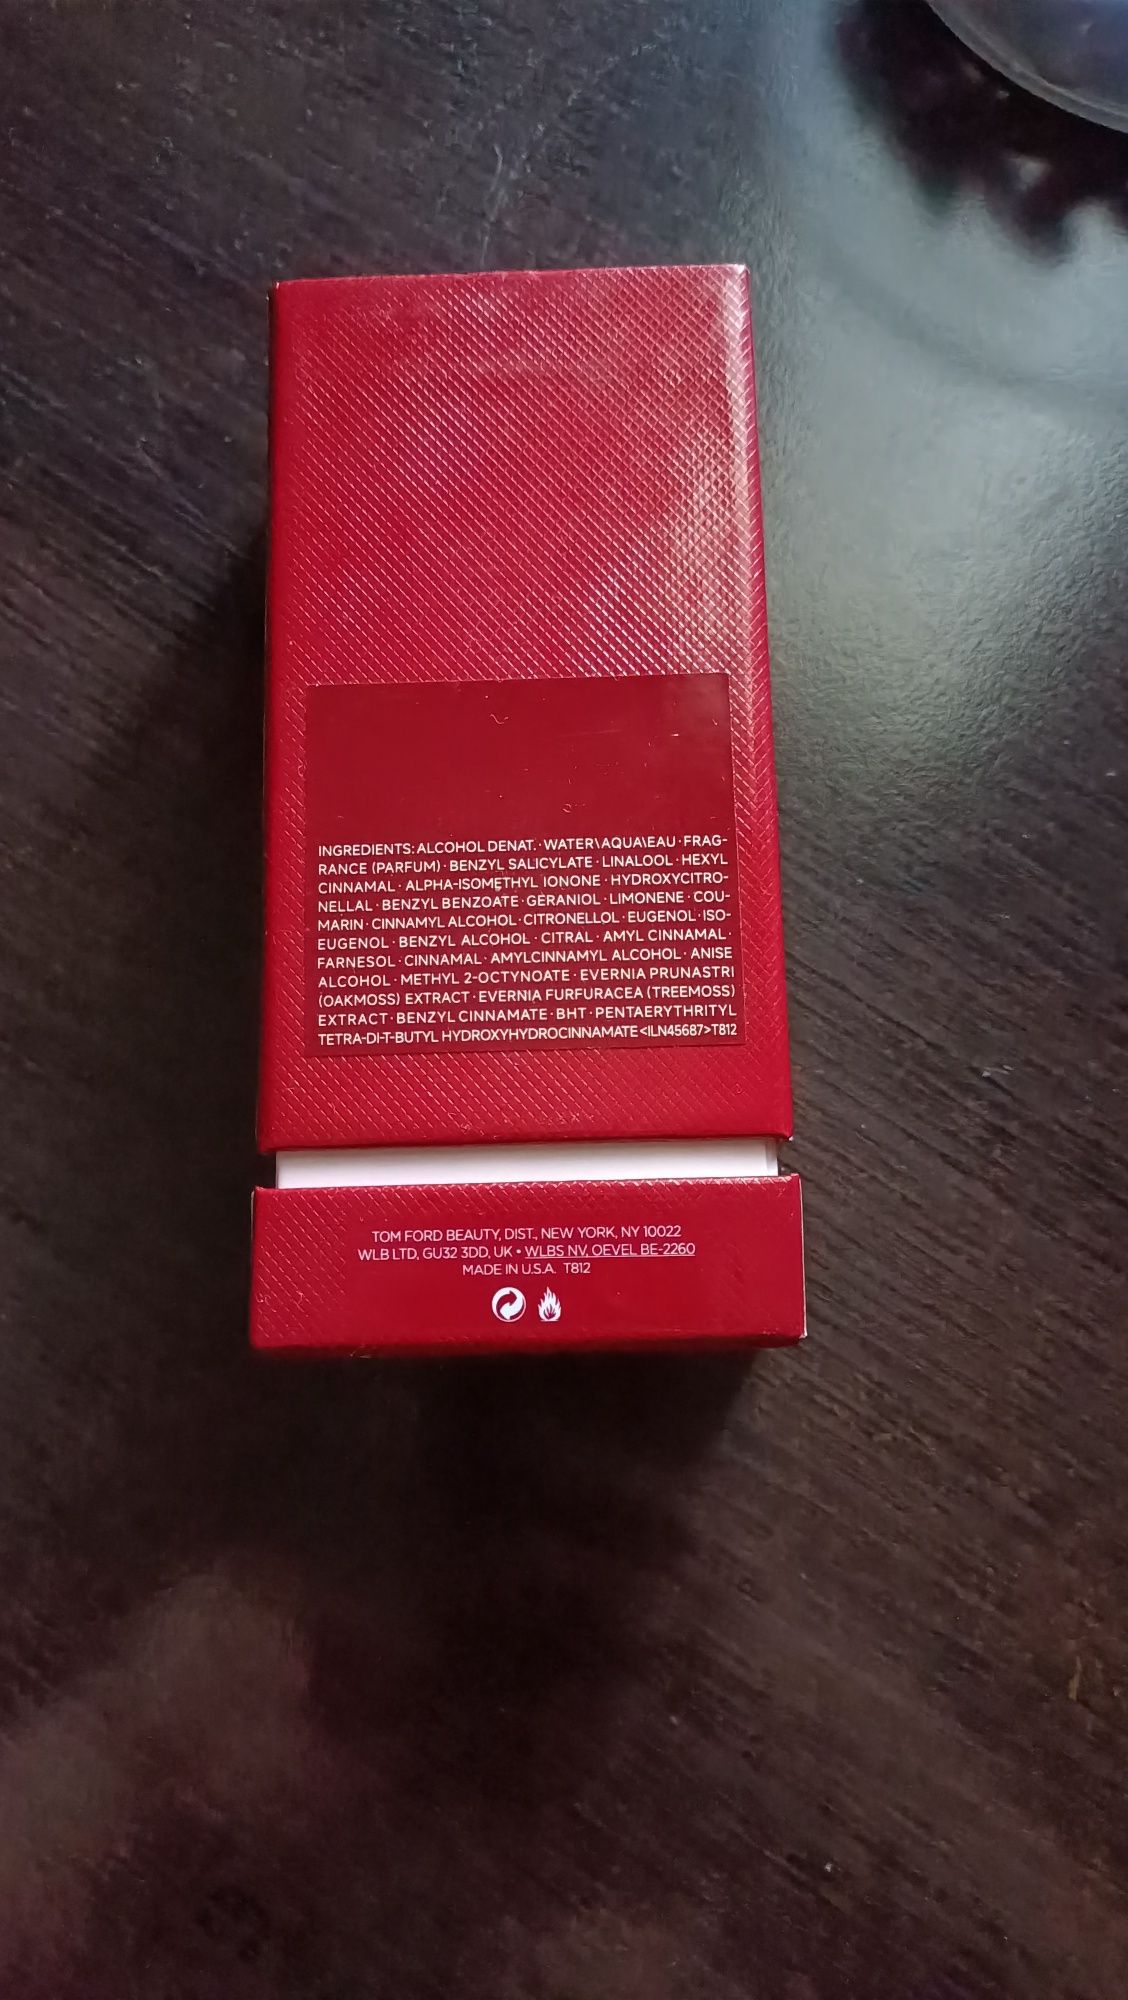 INGREDIENTS: ALCOHOL DENAT. · WATER\AQUA\EAU · FRAG-
RANCE (PARFUM) · BENZYL SALICYLATE · LINALOOL · HEXYL
CINNAMAL · ALPHA-ISOMETHYL IONONE · HYDROXYCITRO-
NELLAL · BENZYL BENZOATE · GERANIOL · LIMONENE · COU-
MARIN · CINNAMYL ALCOHOL · CITRONELLOL · EUGENOL · ISO-
EUGENOL · BENZYL ALCOHOL · CITRAL · AMYL CINNAMAL ·
FARNESOL · CINNAMAL · AMYLCINNAMYL ALCOHOL · ANISE
ALCOHOL · METHYL 2-OCTYNOATE · EVERNIA PRUNASTRI
(OAKMOSS) EXTRACT · EVERNIA FURFURACEA (TREEMOSS)
EXTRACT · BENZYL CINNAMATE · BHT · PENTAERYTHRITYL
TETRA-DI-T-BUTYL HYDROXYHYDROCINNAMATE <ILN45687> T812
TOM FORD BEAUTY, DIST., NEW YORK, NY 10022
WLB LTD, GU32 3DD, UK • WLBS NV, OEVEL BE-2260
MADE IN U.S.A. T812